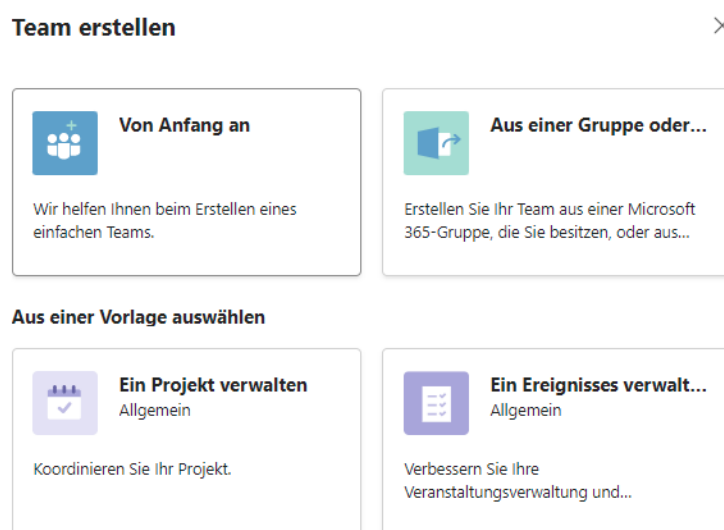 Team erstellen
Von Anfang an
Wir helfen Ihnen beim Erstellen eines
einfachen Teams.
Aus einer Gruppe oder...
Erstellen Sie Ihr Team aus einer Microsoft
365-Gruppe, die Sie besitzen, oder aus...
Aus einer Vorlage auswählen
Ein Projekt verwalten
Allgemein
Koordinieren Sie Ihr Projekt.
Ein Ereignisses verwalt...
Allgemein
Verbessern Sie Ihre
Veranstaltungsverwaltung und...